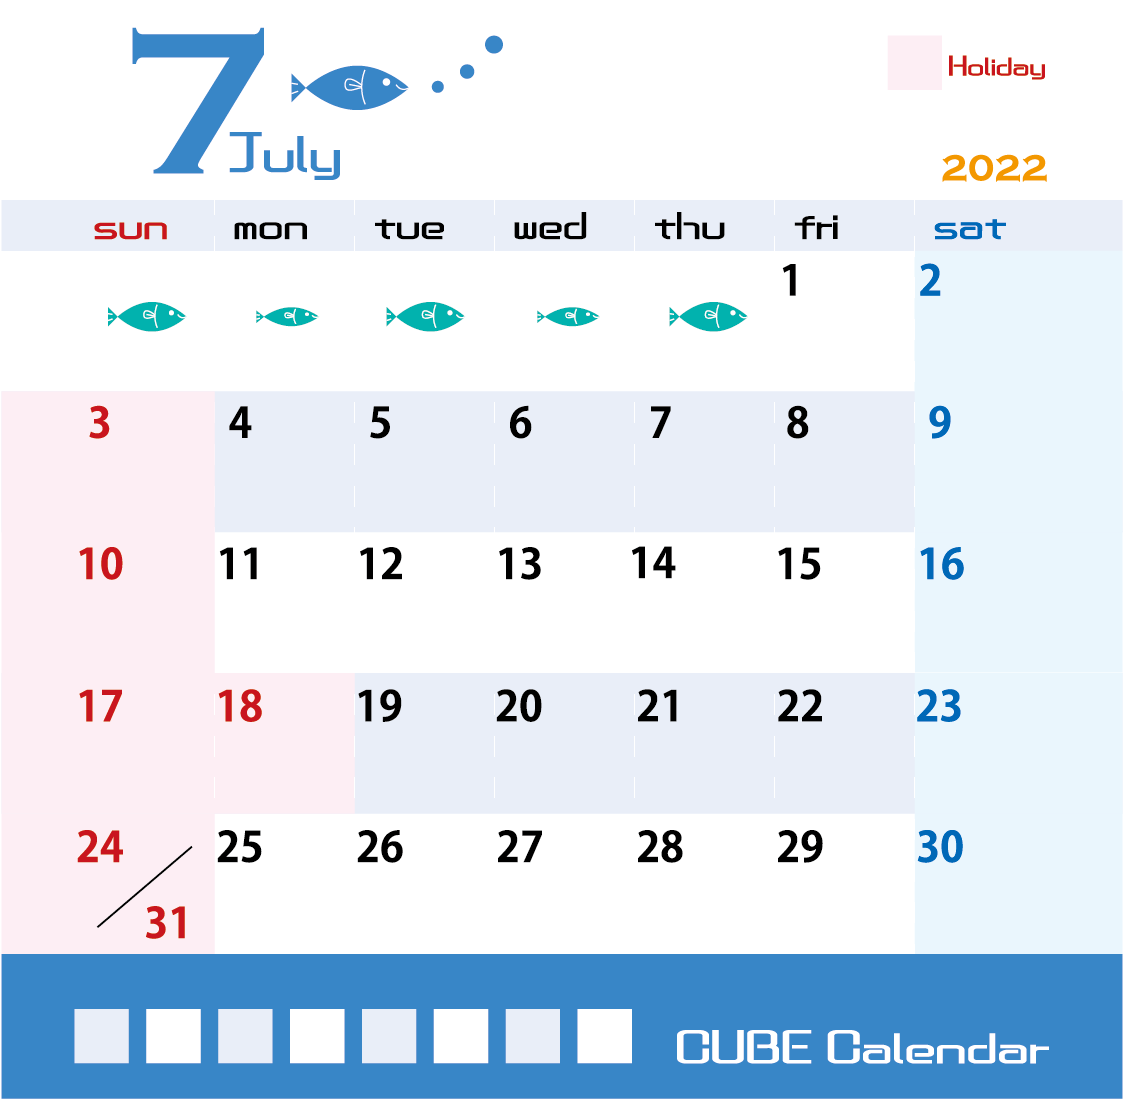 7 July
Holiday
2022
sun mon tue wed thu fri sat
1 2
3 4 5 6 7 8 9
10 11 12 13 14 15 16
17 18 19 20 21 22 23
24/31 25 26 27 28 29 30
CUBE Calendar